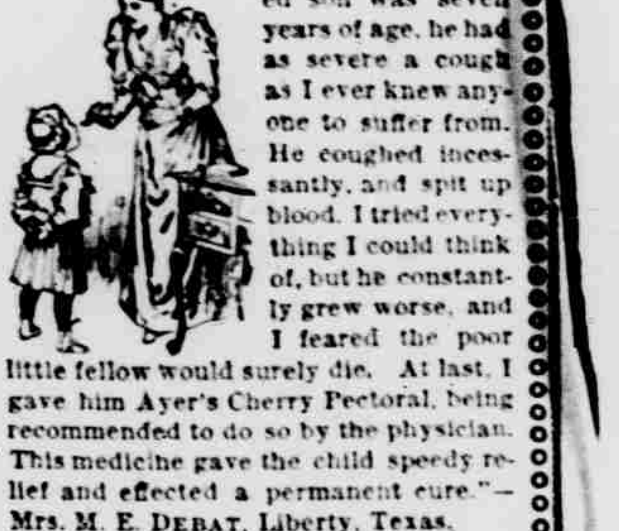 ed son was seven
years of age, he had
as severe a cough
as I ever knew any-
one to suffer from.
He coughed inces-
santly, and spit up
blood. I tried every-
thing I could think
of, but he constant-
ly grew worse, and
I feared the poor
little fellow would surely die. At last, I
gave him Ayer's Cherry Pectoral, being
recommended to do so by the physician.
This medicine gave the child speedy re-
lief and effected a permanent cure."—
Mrs. M. E. DEBAT, Liberty, Texas.